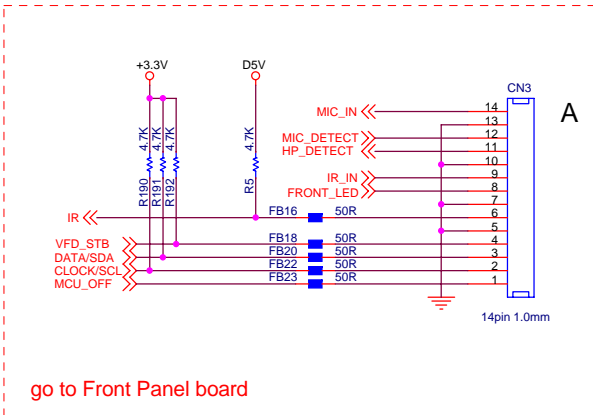 +3.3V
D5V
CN3
A
MIC_IN
14
13
4.7K
4.7K
4.7K
4.7K
MIC_DETECT
12
HP_DETECT
11
10
R190
R191
R192
R5
IR_IN
9
FRONT_LED
8
7
IR
FB16
50R
6
5
VFD_STB
FB18
50R
4
DATA/SDA
FB20
50R
3
CLOCK/SCL
FB22
50R
2
MCU_OFF
FB23
50R
1
14pin 1.0mm
go to Front Panel board